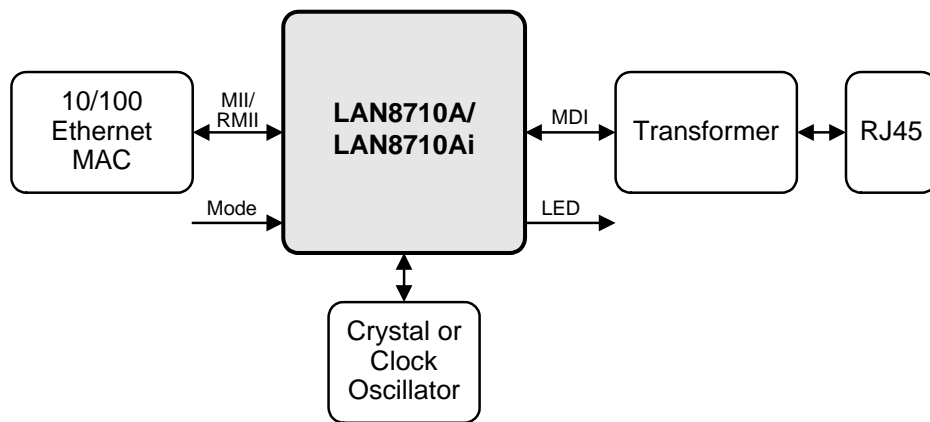 10/100
Ethernet
MAC
MII/
RMII
Mode
LAN8710A/
LAN8710Ai
MDI
LED
Transformer
RJ45
Crystal or
Clock
Oscillator